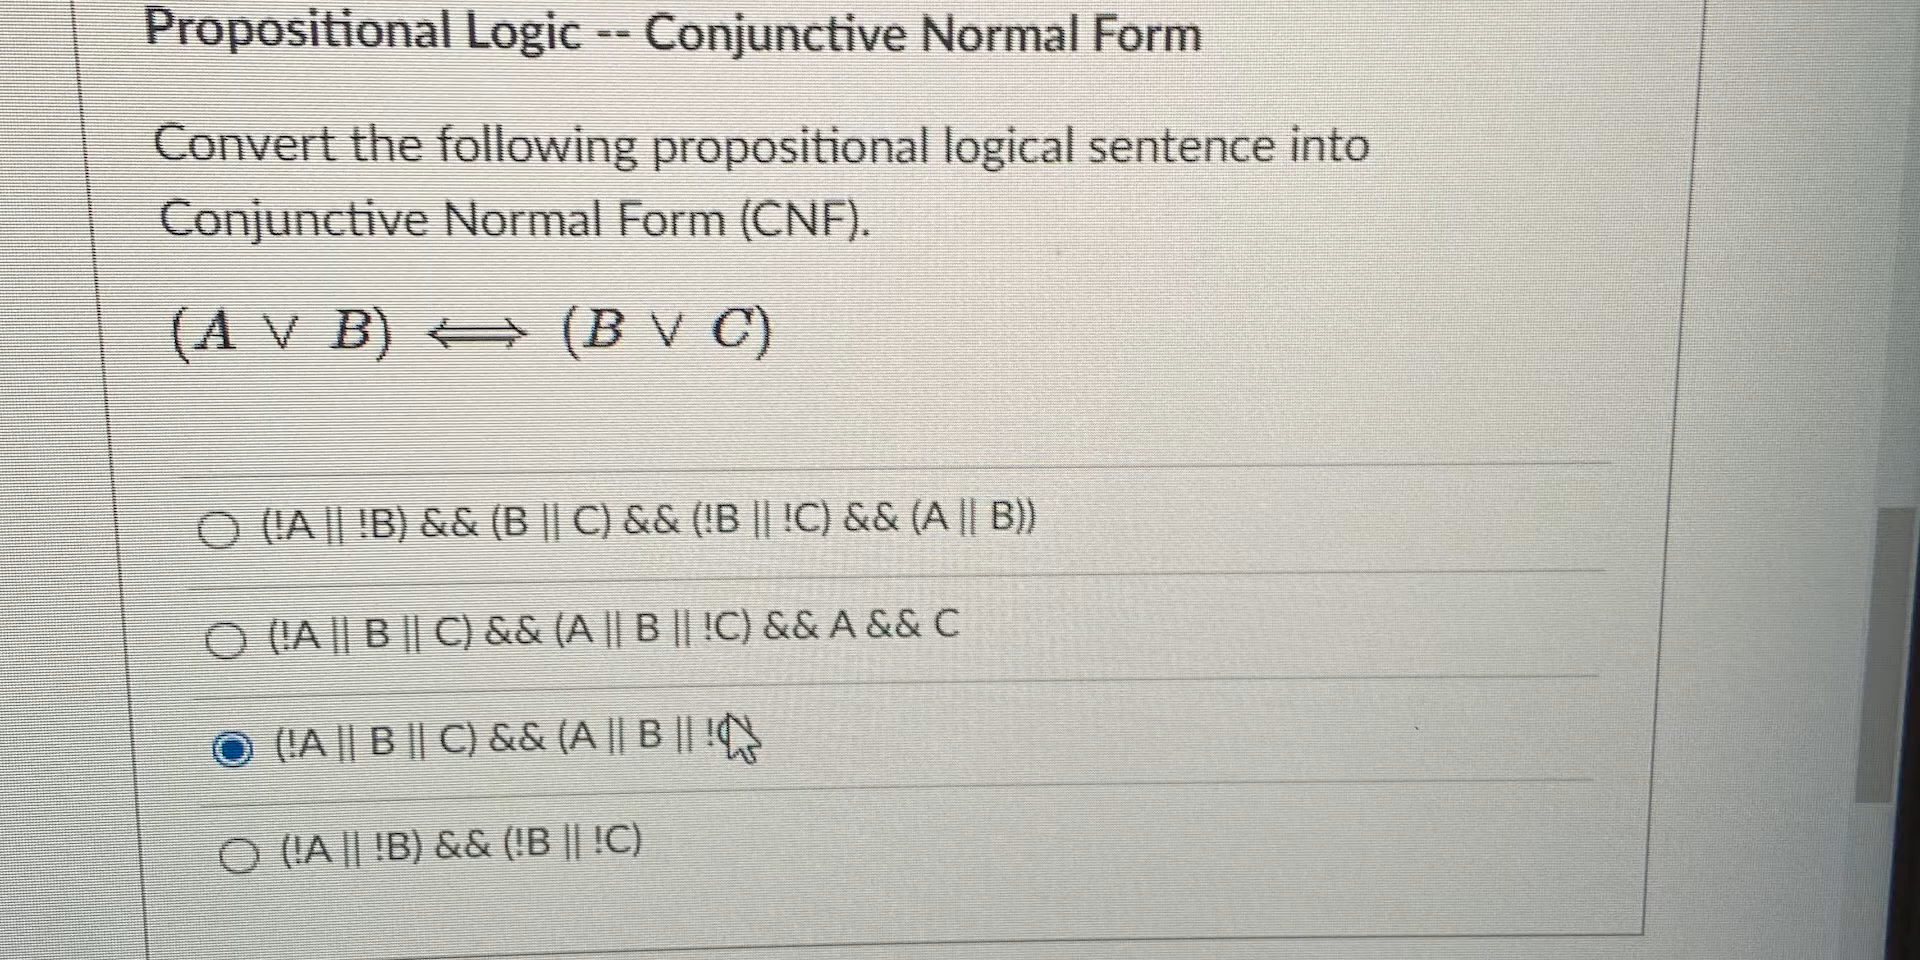 Propositional Logic -- Conjunctive Normal Form
Convert the following propositional logical sentence into
Conjunctive Normal Form (CNF).
(A ∨ B) ⟺ (B ∨ C)
(!A || !B) && (B || C) && (!B || !C) && (A || B))
(!A || B || C) && (A || B || !C) && A && C
(!A || B || C) && (A || B ||
(!A || !B) && (!B || !C)